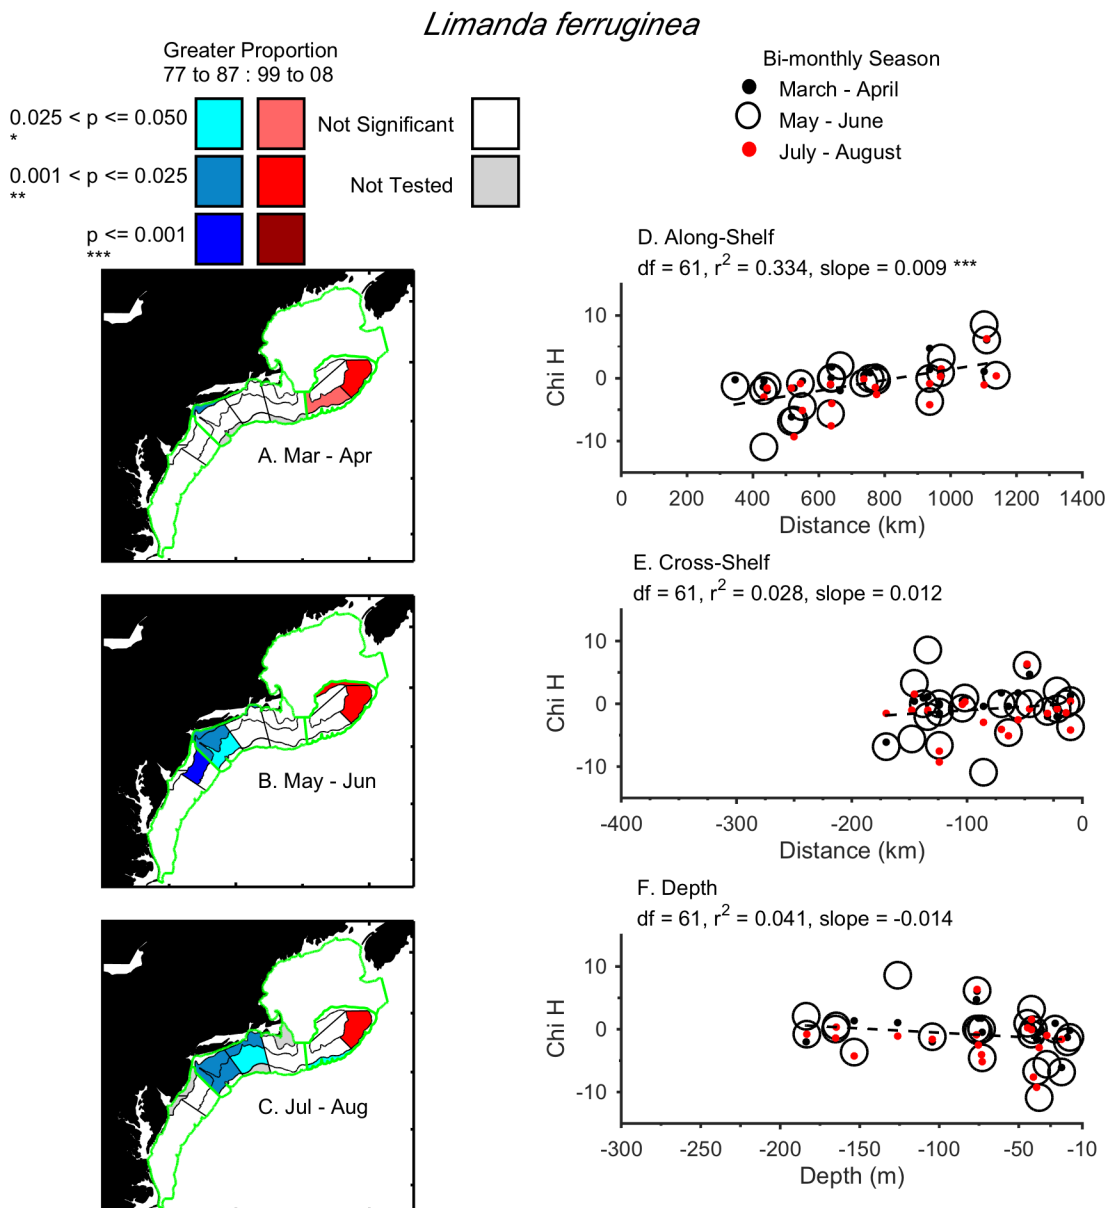 Limanda ferruginea
Greater Proportion
77 to 87 : 99 to 08
0.025 < p <= 0.050
*
0.001 < p <= 0.025
**
p <= 0.001
***
Not Significant
Not Tested
Bi-monthly Season
March - April
May - June
July - August
A. Mar - Apr
B. May - Jun
C. Jul - Aug
D. Along-Shelf
df = 61, r² = 0.334, slope = 0.009 ***
Chi H
10
0
-10
0 200 400 600 800 1000 1200 1400
Distance (km)
E. Cross-Shelf
df = 61, r² = 0.028, slope = 0.012
Chi H
10
0
-10
-400 -300 -200 -100 0
Distance (km)
F. Depth
df = 61, r² = 0.041, slope = -0.014
Chi H
10
0
-10
-300 -250 -200 -150 -100 -50 -10
Depth (m)